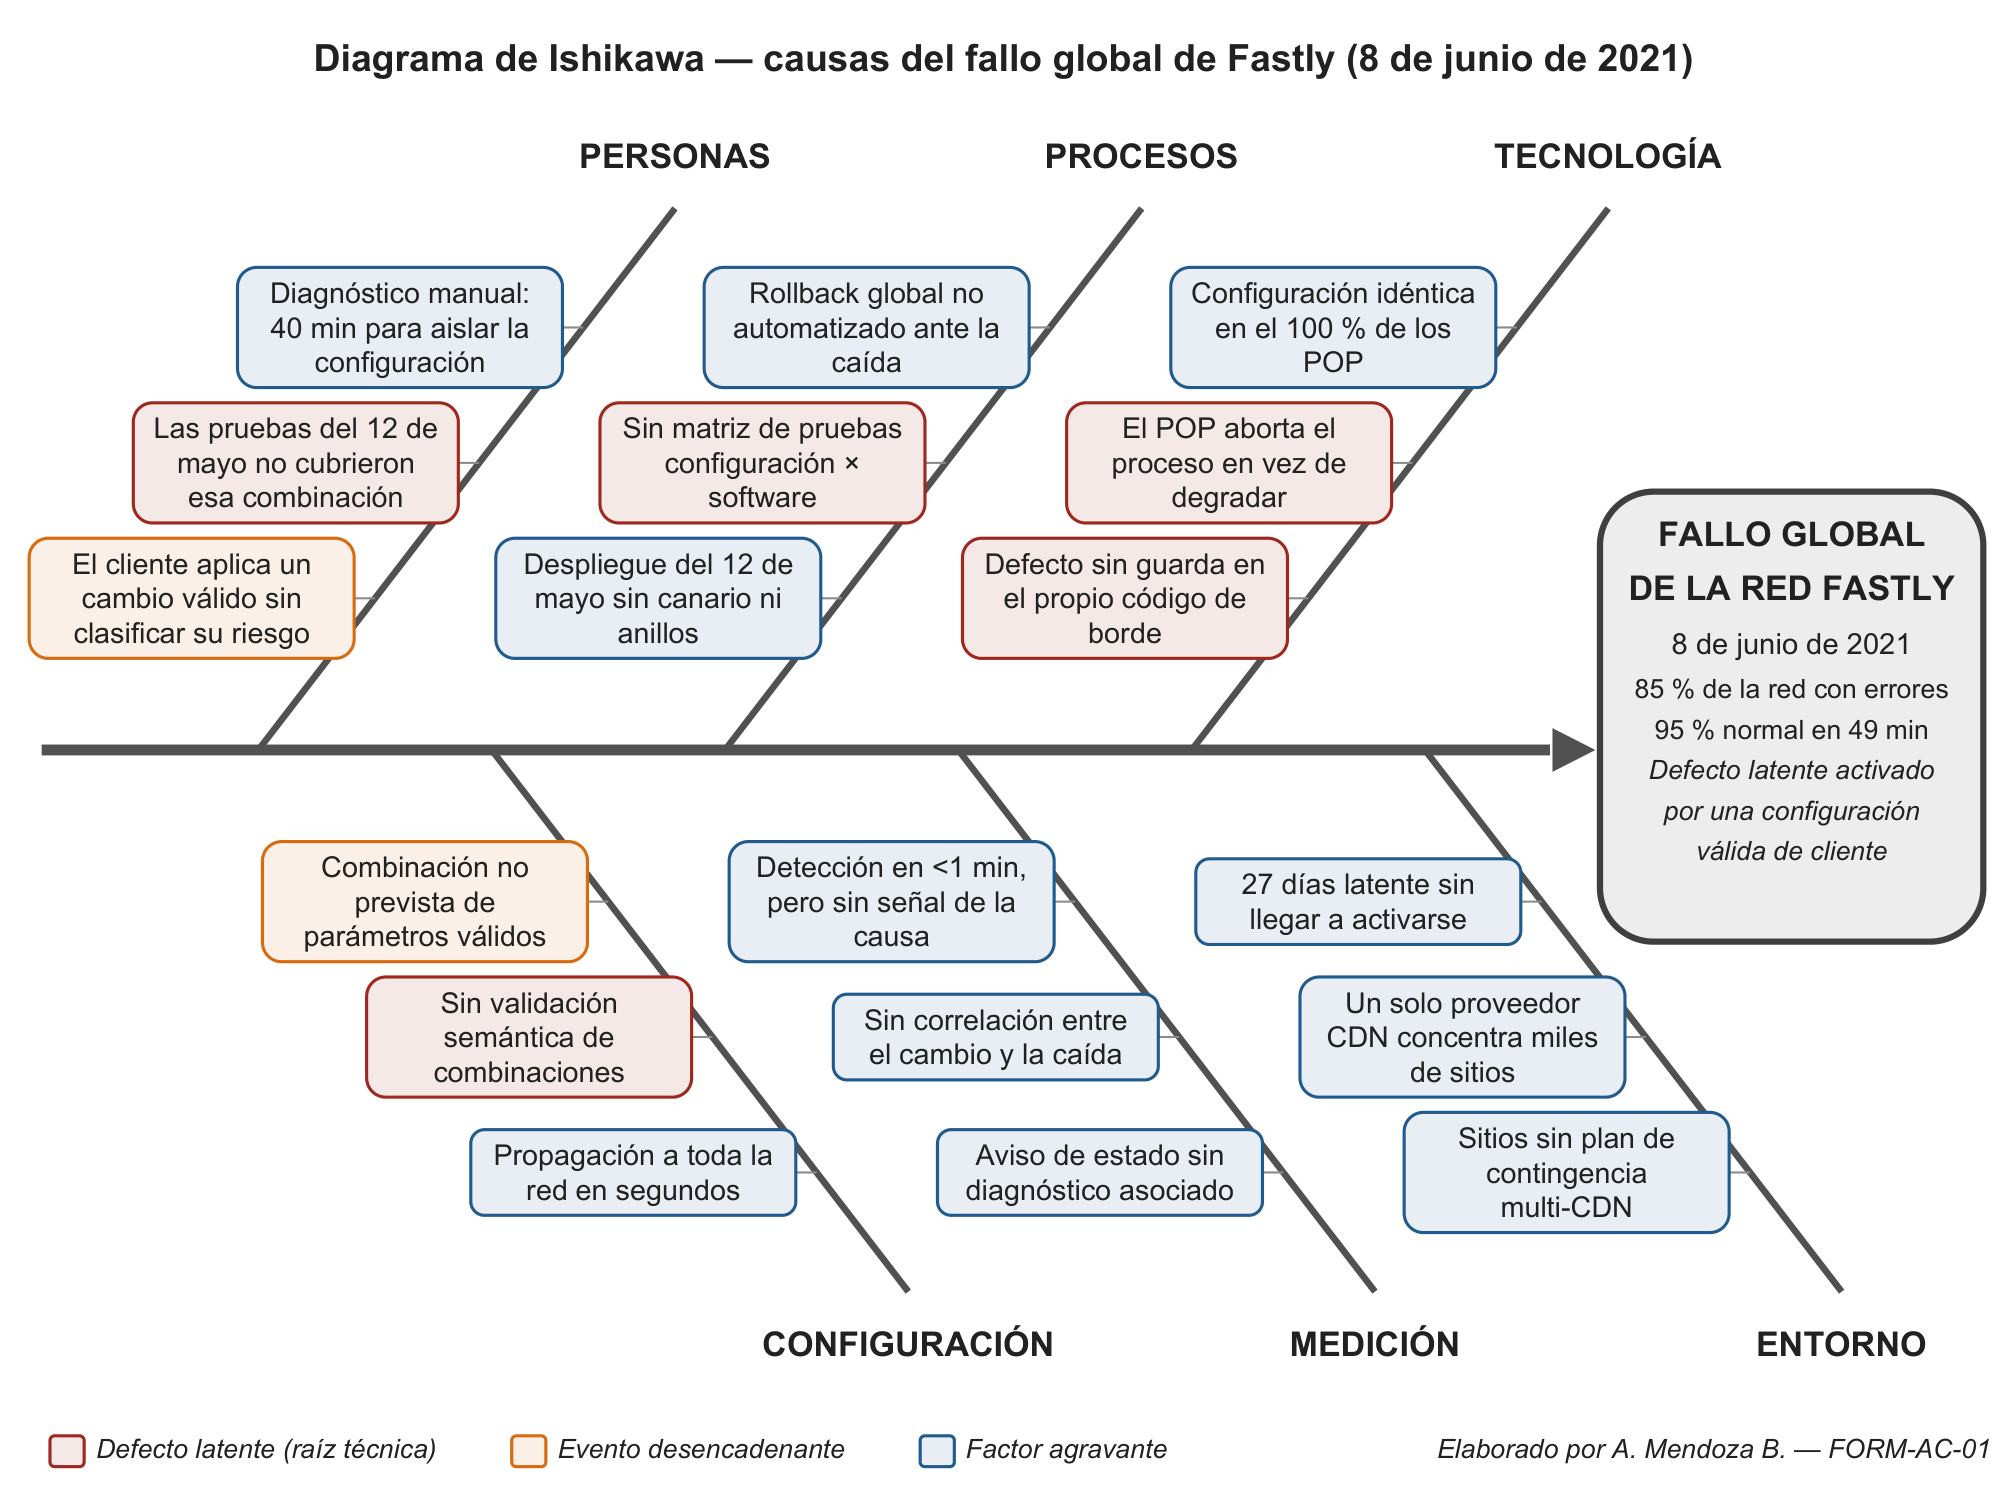 Diagrama de Ishikawa — causas del fallo global de Fastly (8 de junio de 2021)
PERSONAS
PROCESOS
TECNOLOGÍA
Diagnóstico manual:
40 min para aislar la
configuración
Rollback global no
automatizado ante la
caída
Configuración idéntica
en el 100 % de los
POP
Las pruebas del 12 de
mayo no cubrieron
esa combinación
Sin matriz de pruebas
configuración ×
software
El POP aborta el
proceso en vez de
degradar
El cliente aplica un
cambio válido sin
clasificar su riesgo
Despliegue del 12 de
mayo sin canario ni
anillos
Defecto sin guarda en
el propio código de
borde
FALLO GLOBAL
DE LA RED FASTLY
8 de junio de 2021
85 % de la red con errores
95 % normal en 49 min
Defecto latente activado
por una configuración
válida de cliente
Combinación no
prevista de
parámetros válidos
Detección en <1 min,
pero sin señal de la
causa
27 días latente sin
llegar a activarse
Sin validación
semántica de
combinaciones
Sin correlación entre
el cambio y la caída
Un solo proveedor
CDN concentra miles
de sitios
Propagación a toda la
red en segundos
Aviso de estado sin
diagnóstico asociado
Sitios sin plan de
contingencia
multi-CDN
CONFIGURACIÓN
MEDICIÓN
ENTORNO
Defecto latente (raíz técnica)
Evento desencadenante
Factor agravante
Elaborado por A. Mendoza B. — FORM-AC-01